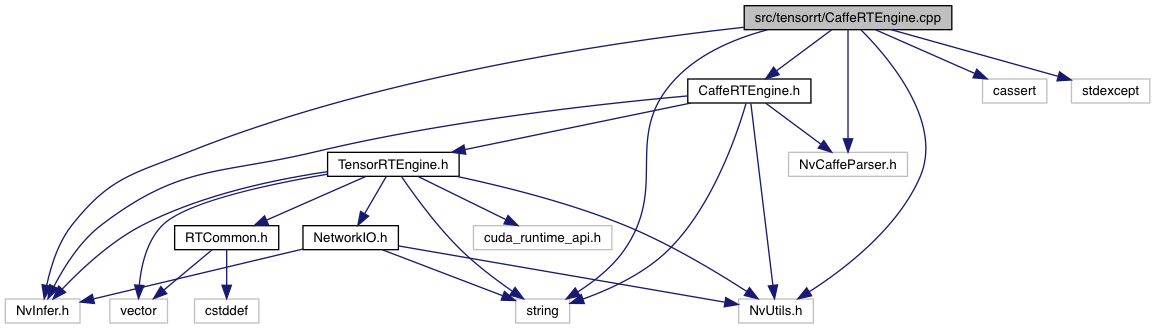 src/tensorrt/CaffeRTEngine.cpp
CaffeRTEngine.h
cassert
stdexcept
TensorRTEngine.h
NvCaffeParser.h
RTCommon.h
NetworkIO.h
cuda_runtime_api.h
NvInfer.h
vector
cstddef
string
NvUtils.h